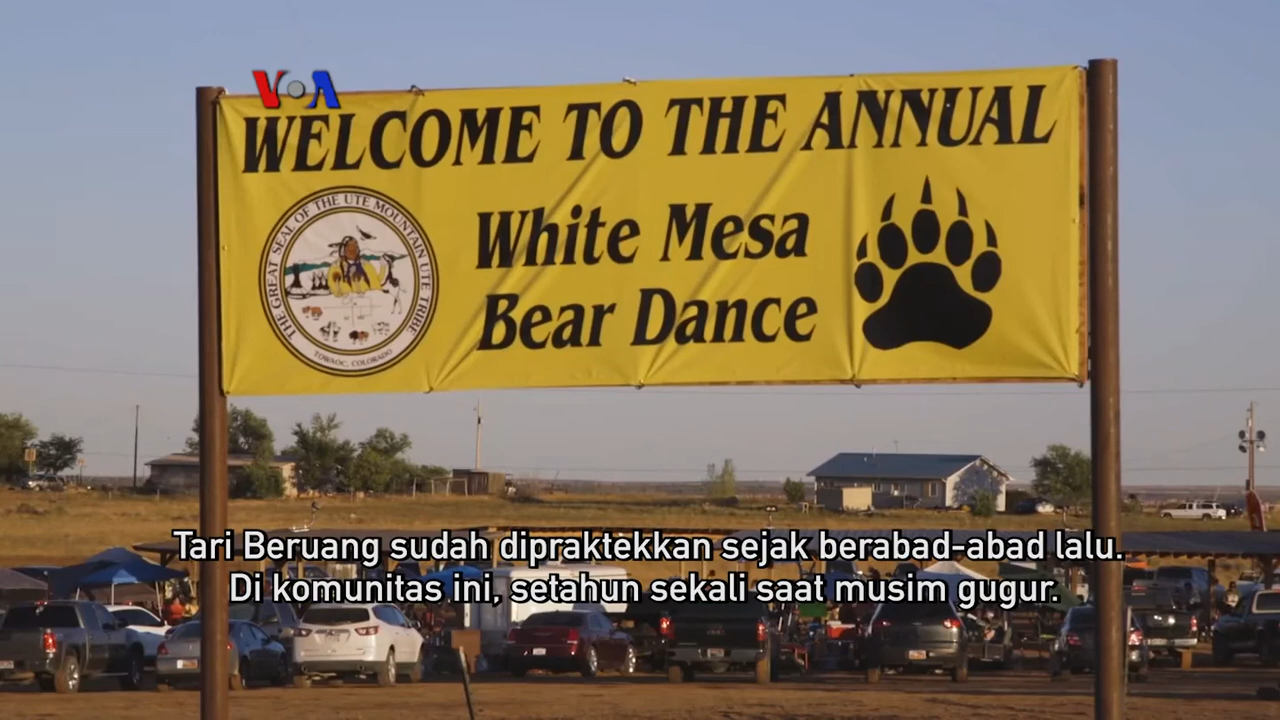 VOA
WELCOME TO THE ANNUAL
THE GREAT SEAL OF THE UTE MOUNTAIN UTE TRIBE
TOWAOC, COLORADO
White Mesa
Bear Dance
Tari Beruang sudah dipraktekkan sejak berabad-abad lalu.
Di komunitas ini, setahun sekali saat musim gugur.